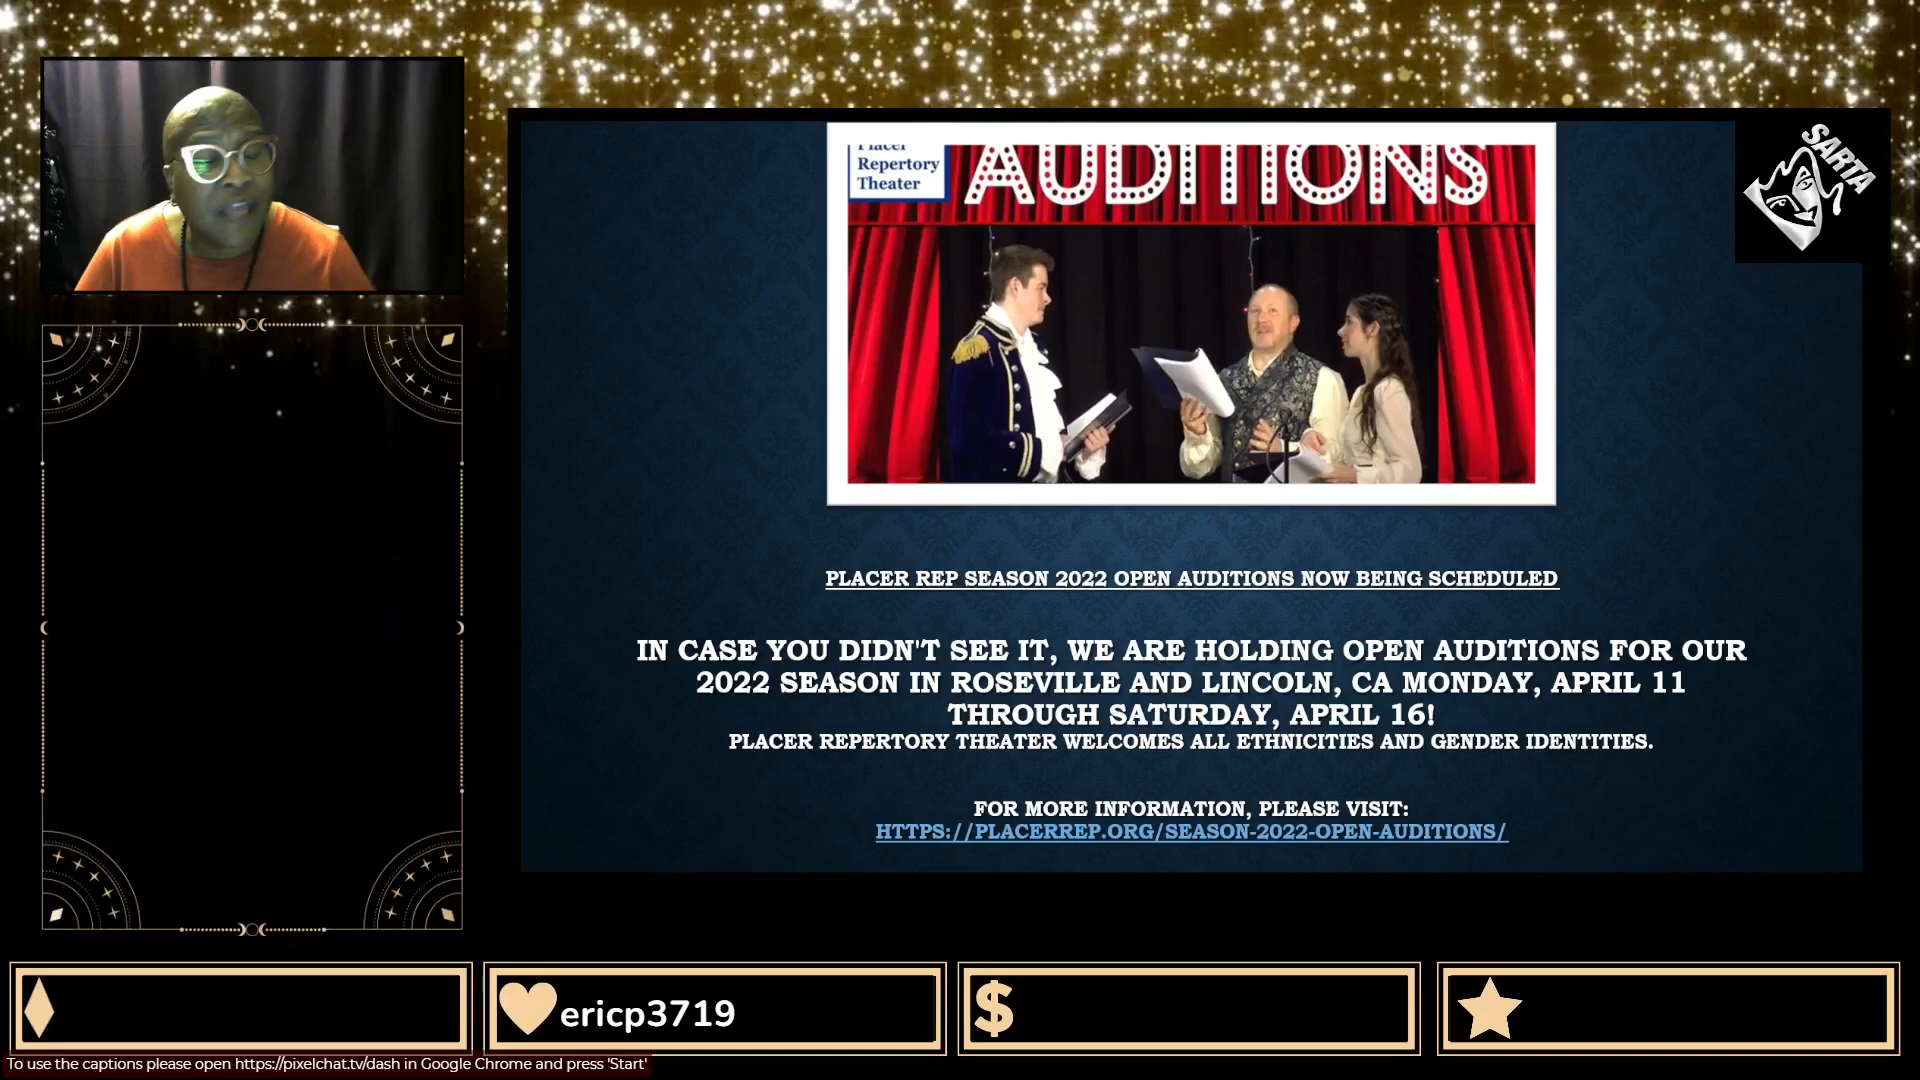 Placer
Repertory
Theater
AUDITIONS
SARTA
PLACER REP SEASON 2022 OPEN AUDITIONS NOW BEING SCHEDULED
IN CASE YOU DIDN'T SEE IT, WE ARE HOLDING OPEN AUDITIONS FOR OUR
2022 SEASON IN ROSEVILLE AND LINCOLN, CA MONDAY, APRIL 11
THROUGH SATURDAY, APRIL 16!
PLACER REPERTORY THEATER WELCOMES ALL ETHNICITIES AND GENDER IDENTITIES.
FOR MORE INFORMATION, PLEASE VISIT:
HTTPS://PLACERREP.ORG/SEASON-2022-OPEN-AUDITIONS/
ericp3719
$
To use the captions please open https://pixelchat.tv/dash in Google Chrome and press 'Start'